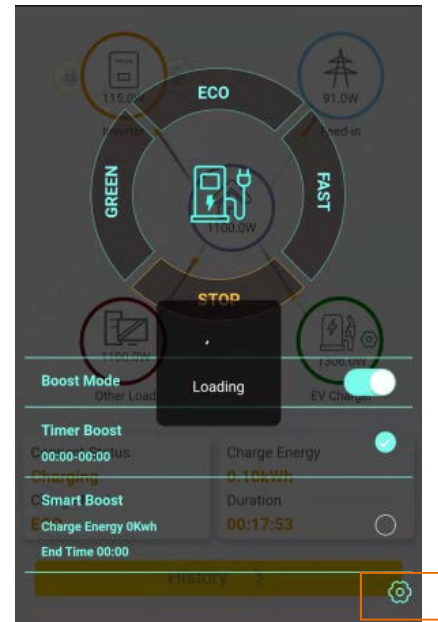 115.0W
91.0W
ECO
Inverter
Feed-in
GREEN
FAST
1100.0W
STOP
1100.0W
1306.0W
Loading
Boost Mode
Other Load
EV Charger
Timer Boost
00:00-00:00
Status
Charge Energy
Charging
0.10kWh
Smart Boost
Duration
Charge Energy 0Kwh
00:17:53
End Time 00:00
History >